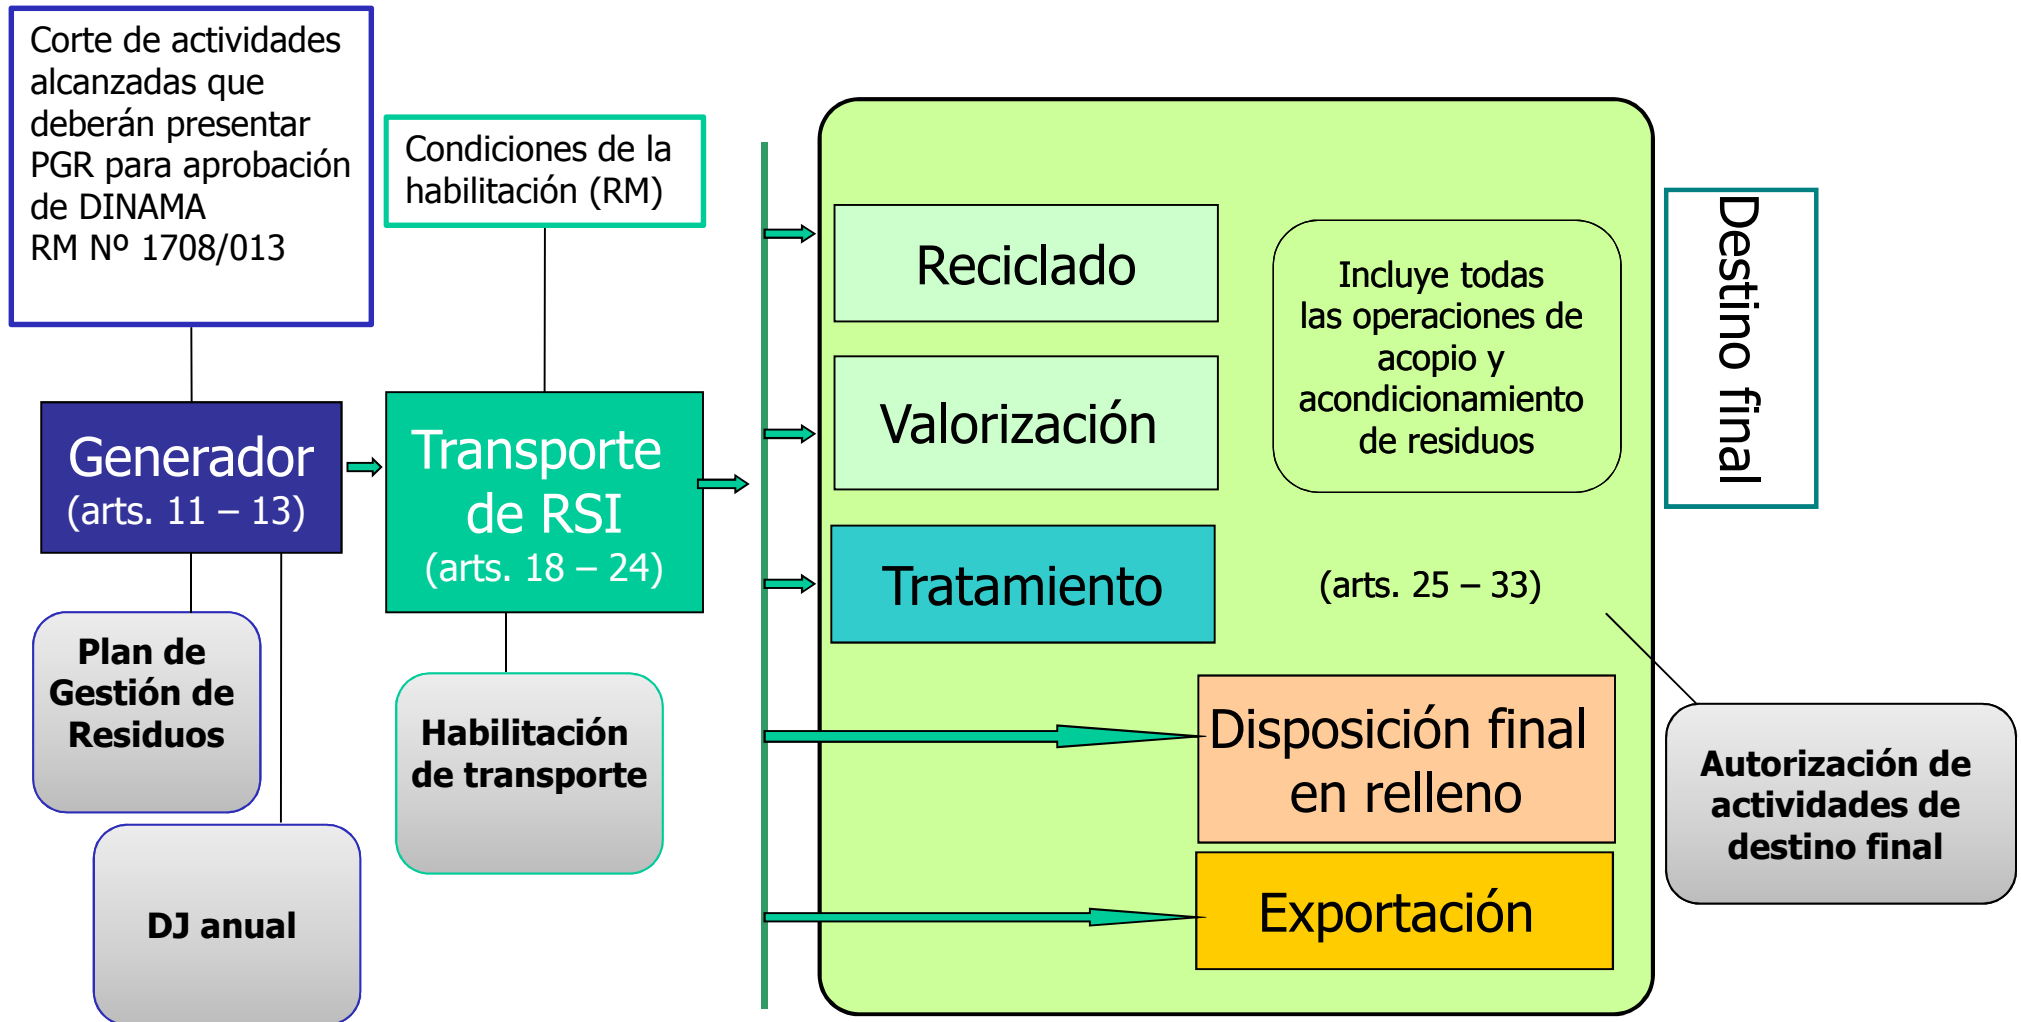 Corte de actividades
alcanzadas que
deberán presentar
PGR para aprobación
de DINAMA
RM Nº 1708/013
Condiciones de la
habilitación (RM)
Generador
(arts. 11 – 13)
Transporte
de RSI
(arts. 18 – 24)
Plan de
Gestión de
Residuos
DJ anual
Habilitación
de transporte
Reciclado
Valorización
Tratamiento
Incluye todas
las operaciones de
acopio y
acondicionamiento
de residuos
(arts. 25 – 33)
Disposición final
en relleno
Exportación
Destino final
Autorización de
actividades de
destino final